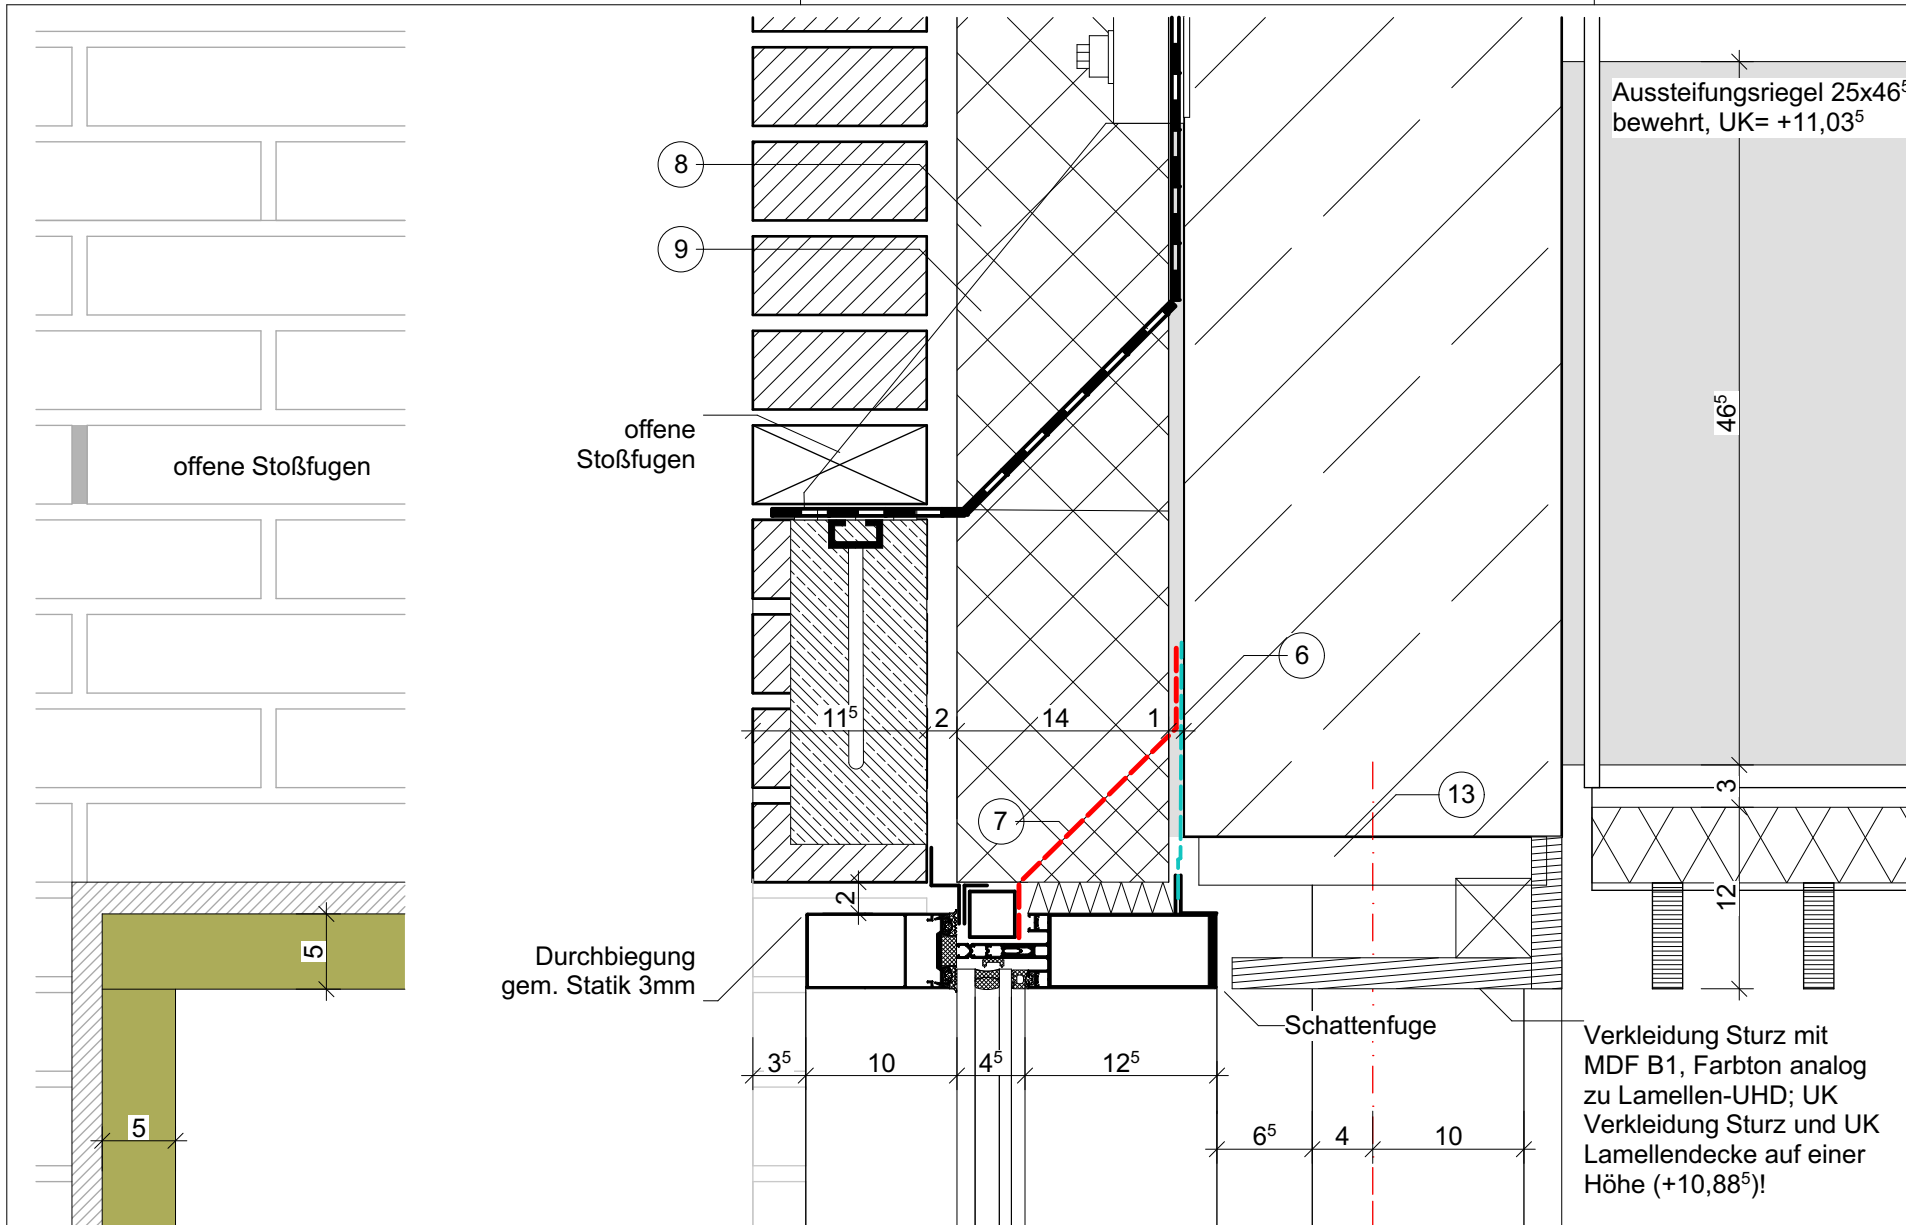 Aussteifungsriegel 25x46⁵
bewehrt, UK= +11,03⁵
8
9
46⁵
offene
Stoßfugen
offene Stoßfugen
6
11⁵ 2 14 1
3
13
7
12
2
5
Durchbiegung
gem. Statik 3mm
Schattenfuge
Verkleidung Sturz mit
MDF B1, Farbton analog
zu Lamellen-UHD; UK
Verkleidung Sturz und UK
Lamellendecke auf einer
Höhe (+10,88⁵)!
3⁵ 10 4⁵ 12⁵
5
6⁵ 4 10